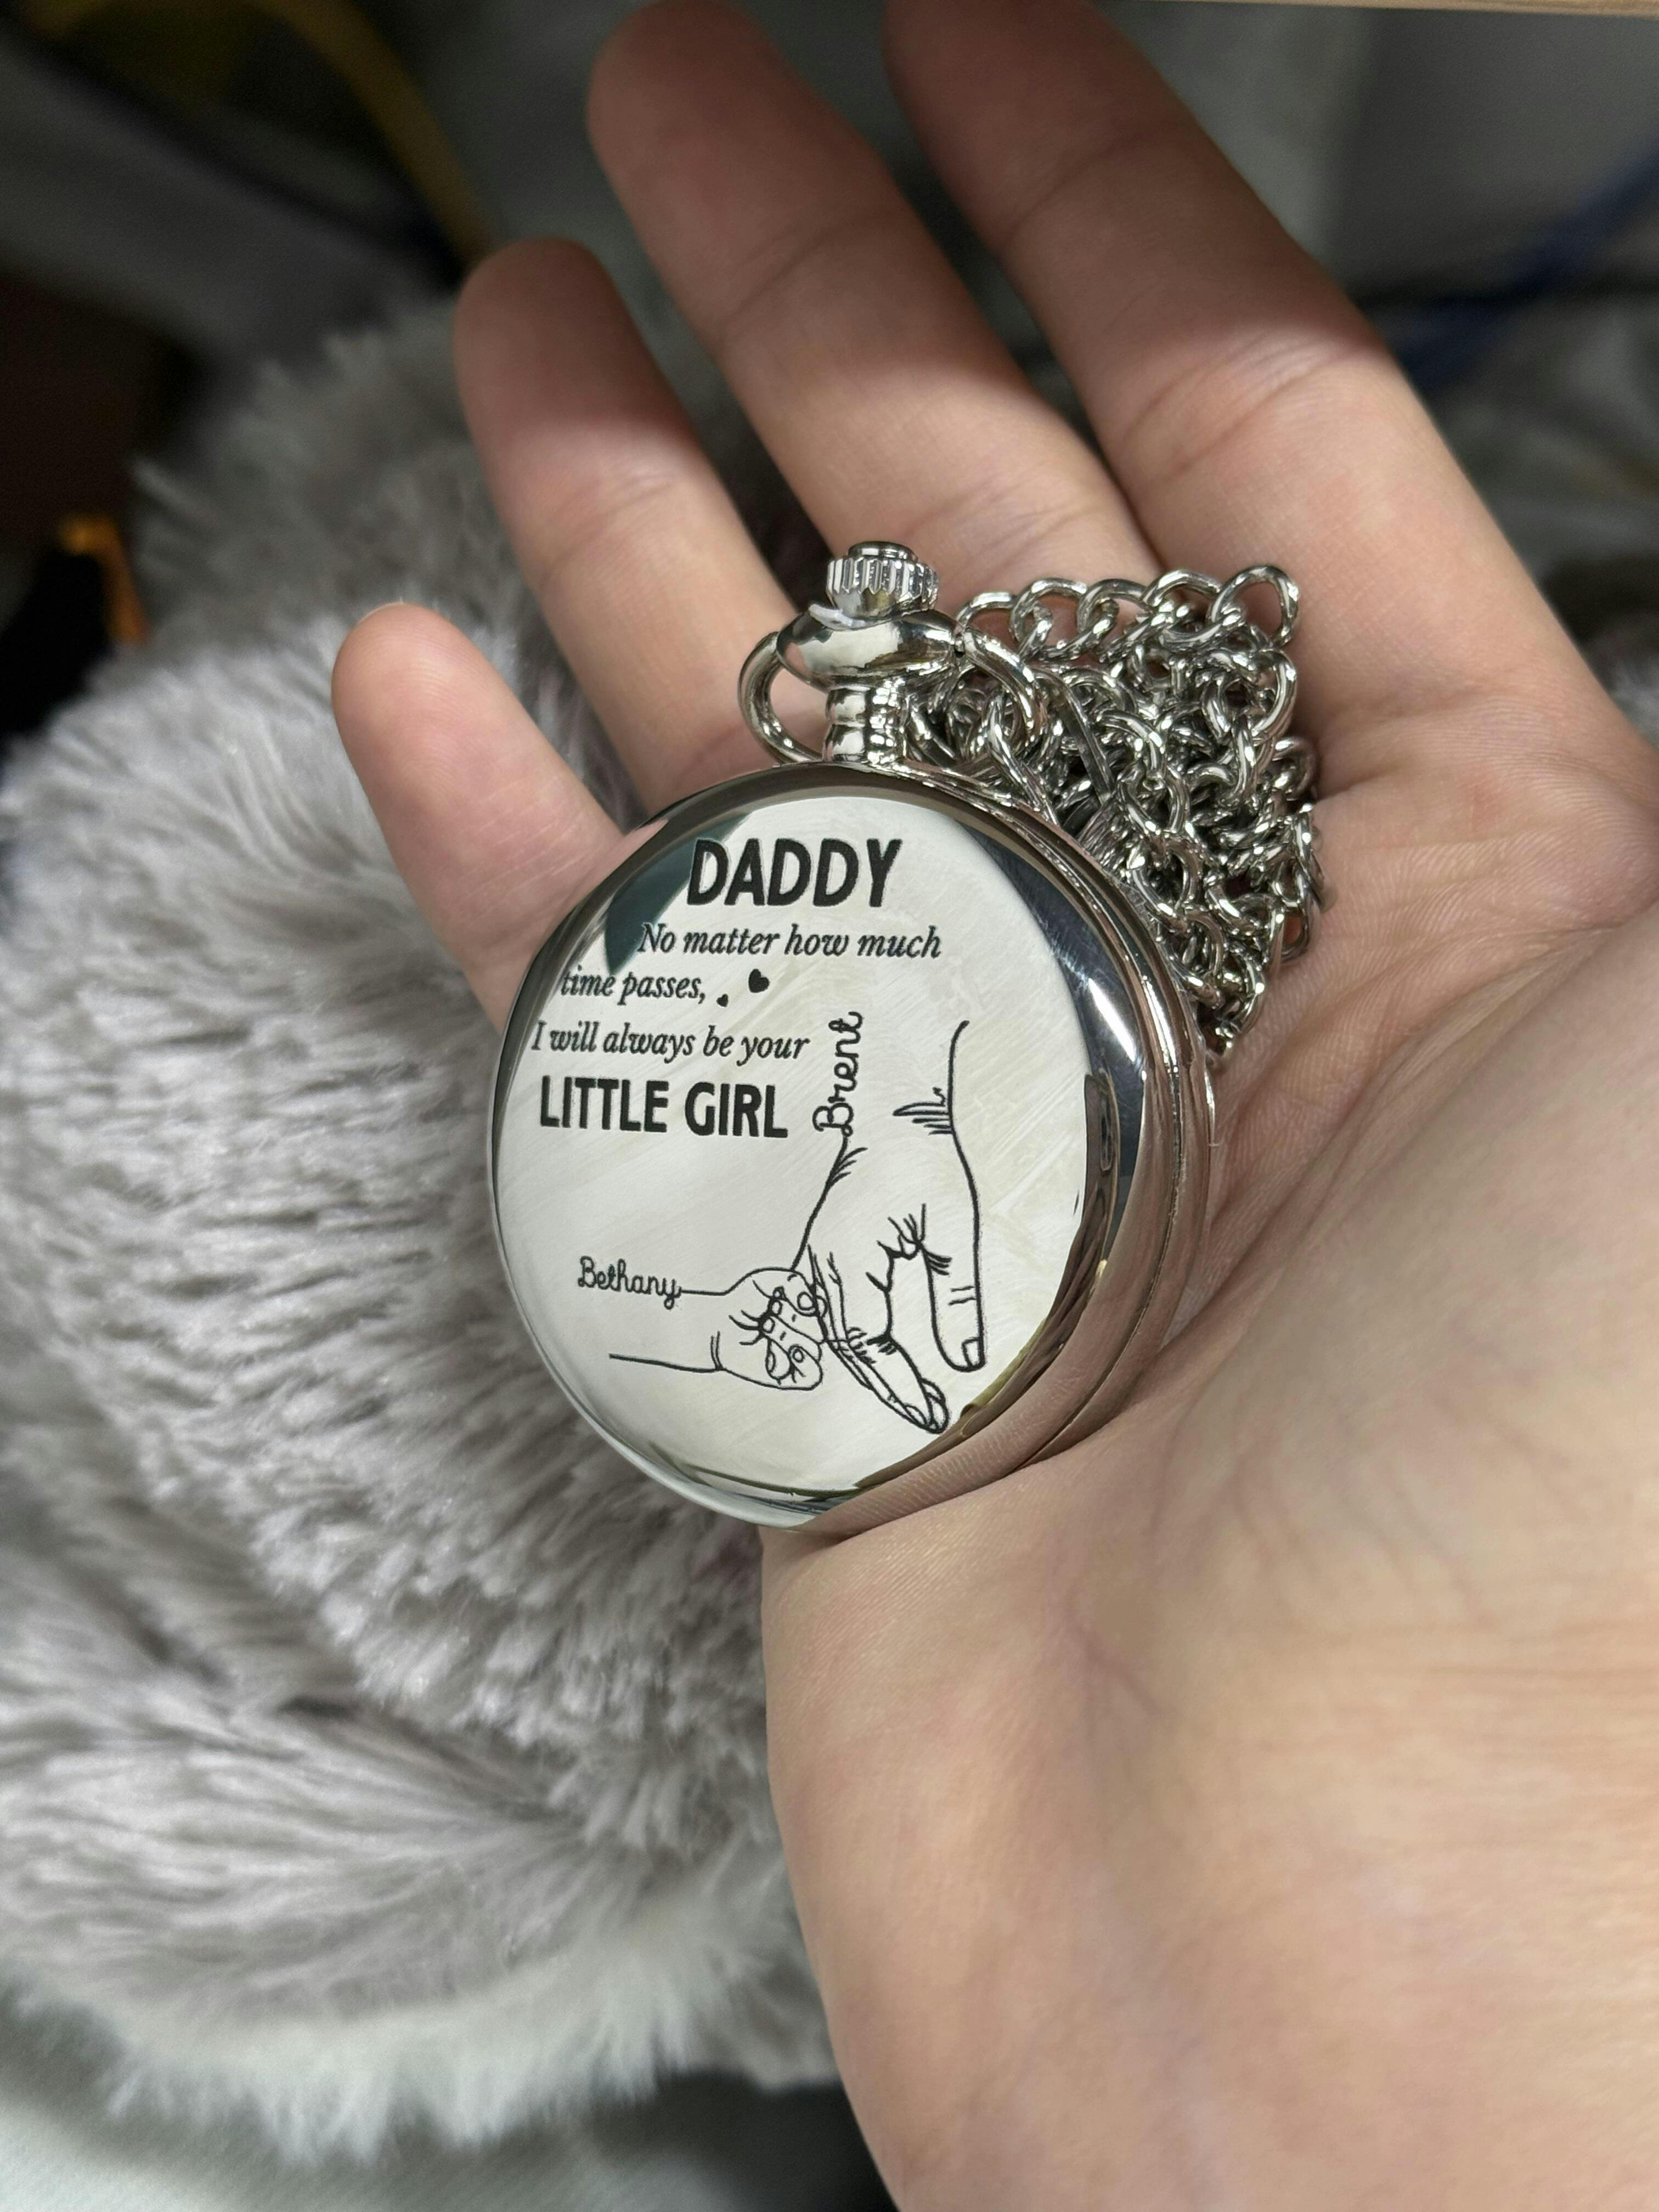 DADDY
No matter how much
time passes,
I will always be your
LITTLE GIRL
Brent
Bethany